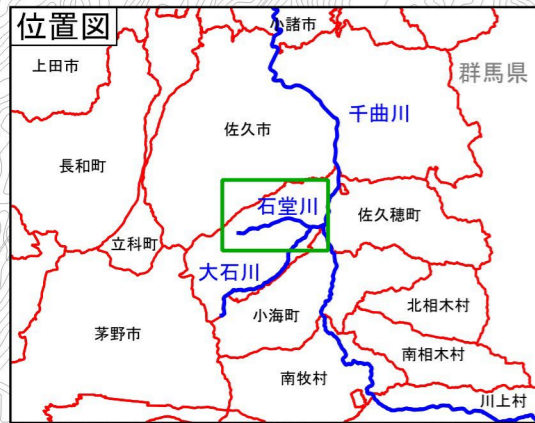 位置図
小諸市
上田市
群馬県
千曲川
佐久市
長和町
石堂川
佐久穂町
立科町
大石川
北相木村
小海町
茅野市
南相木村
南牧村
川上村